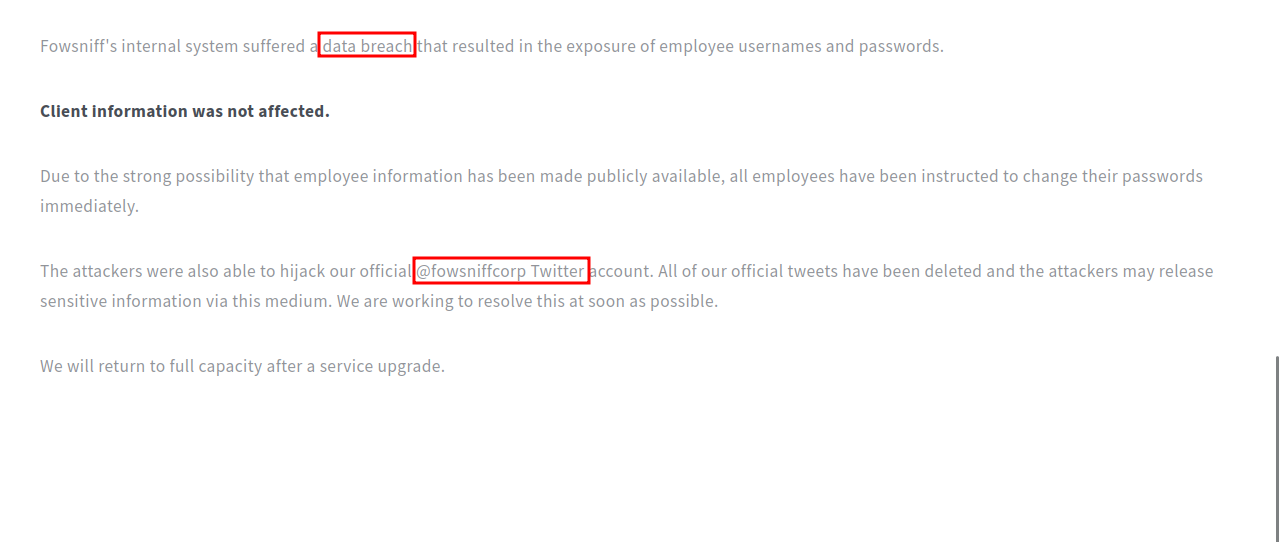 Fowsniff's internal system suffered a data breach that resulted in the exposure of employee usernames and passwords.
Client information was not affected.
Due to the strong possibility that employee information has been made publicly available, all employees have been instructed to change their passwords
immediately.
The attackers were also able to hijack our official @fowsniffcorp Twitter account. All of our official tweets have been deleted and the attackers may release
sensitive information via this medium. We are working to resolve this at soon as possible.
We will return to full capacity after a service upgrade.